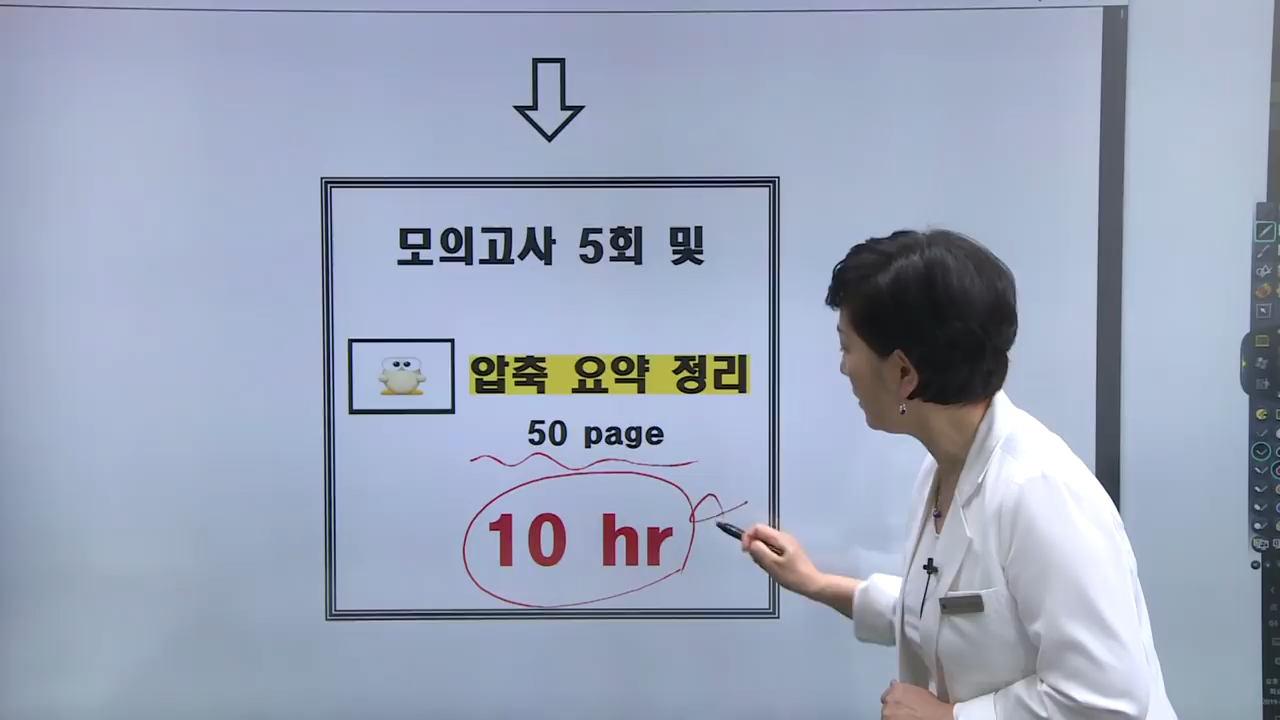 모의고사 5회 및
압축 요약 정리
50 page
10 hr